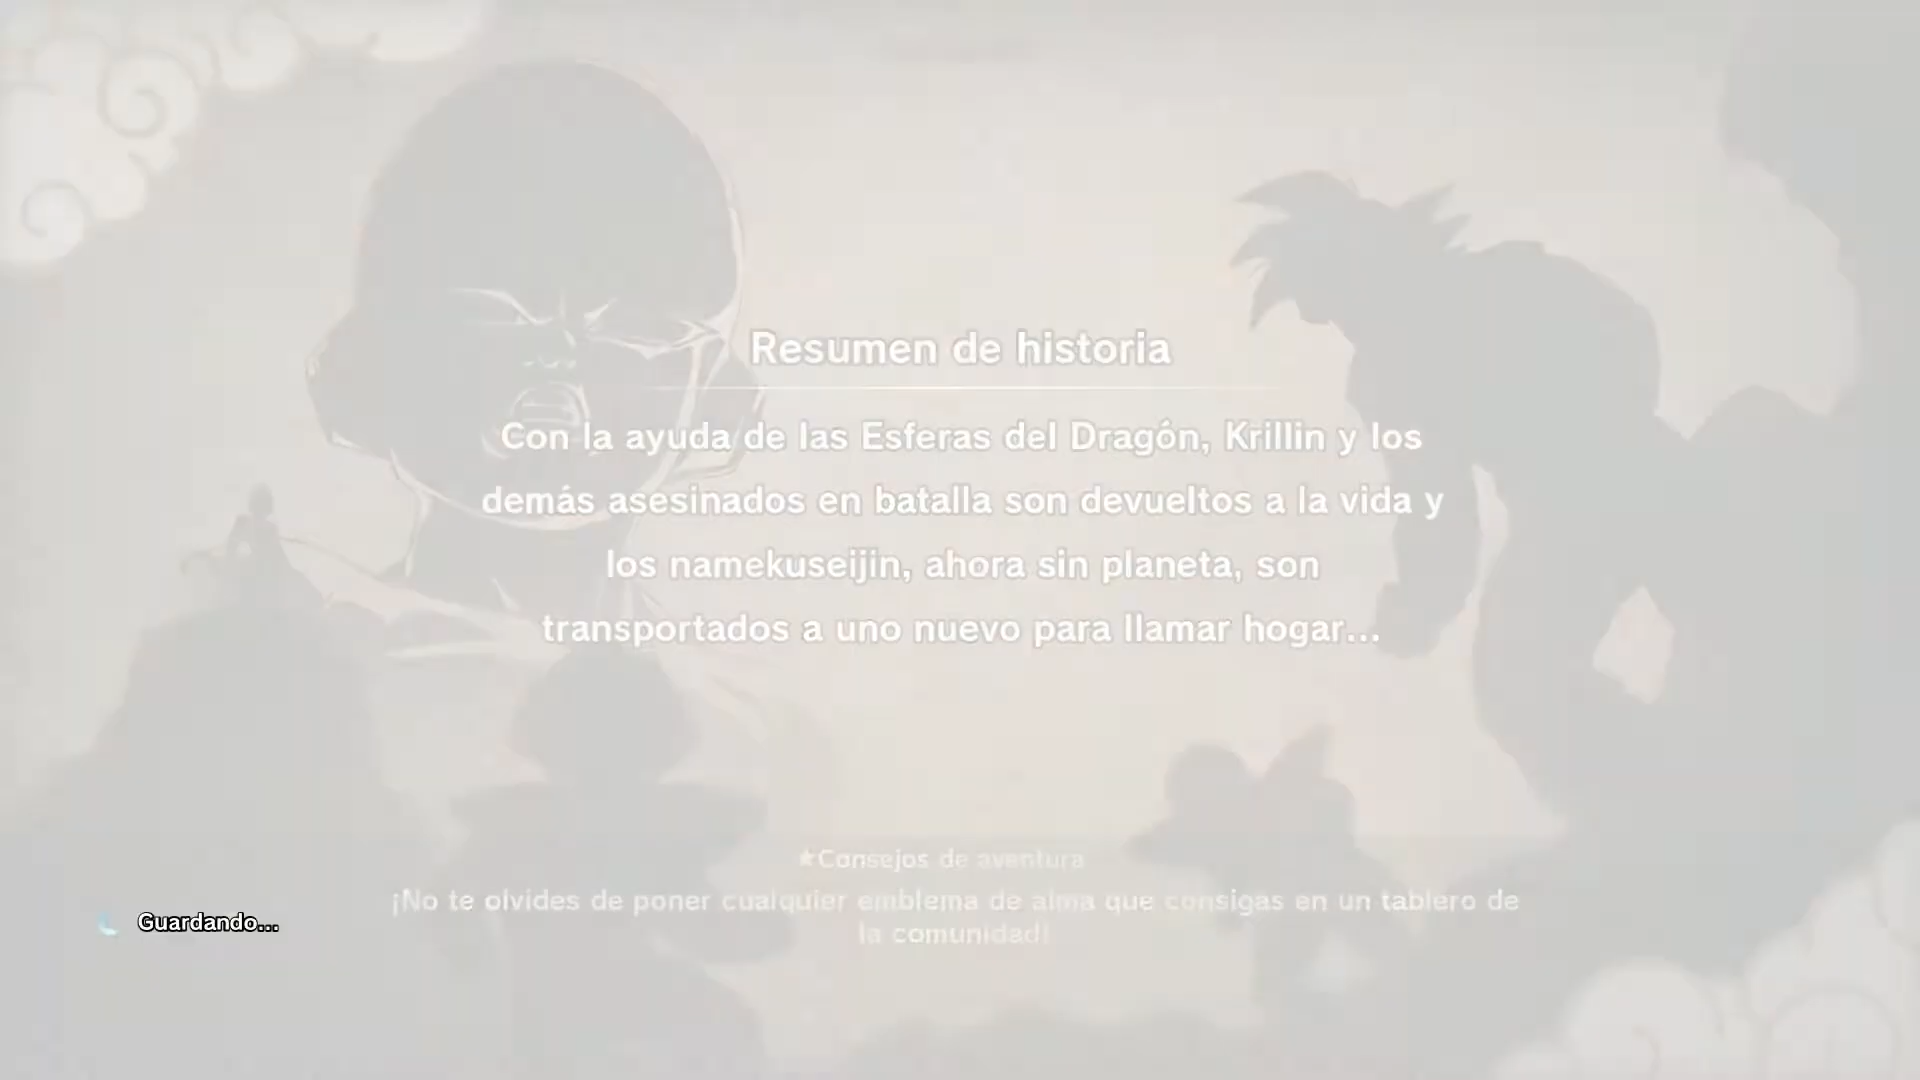 Resumen de historia
Con la ayuda de las Esferas del Dragón, Krillin y los
demás asesinados en batalla son devueltos a la vida y
los namekuseijin, ahora sin planeta, son
transportados a uno nuevo para llamar hogar...
★Consejos de aventura
¡No te olvides de poner cualquier emblema de alma que consigas en un tablero de
la comunidad!
Guardando...